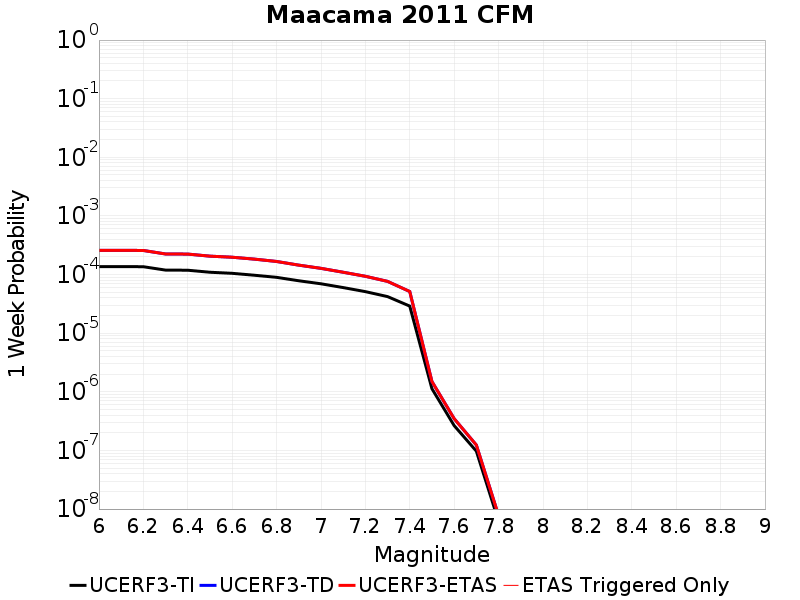 Maacama 2011 CFM
1 Week Probability
10^0
10^-1
10^-2
10^-3
10^-4
10^-5
10^-6
10^-7
10^-8
6 6.2 6.4 6.6 6.8 7 7.2 7.4 7.6 7.8 8 8.2 8.4 8.6 8.8 9
Magnitude
UCERF3-TI UCERF3-TD UCERF3-ETAS ETAS Triggered Only